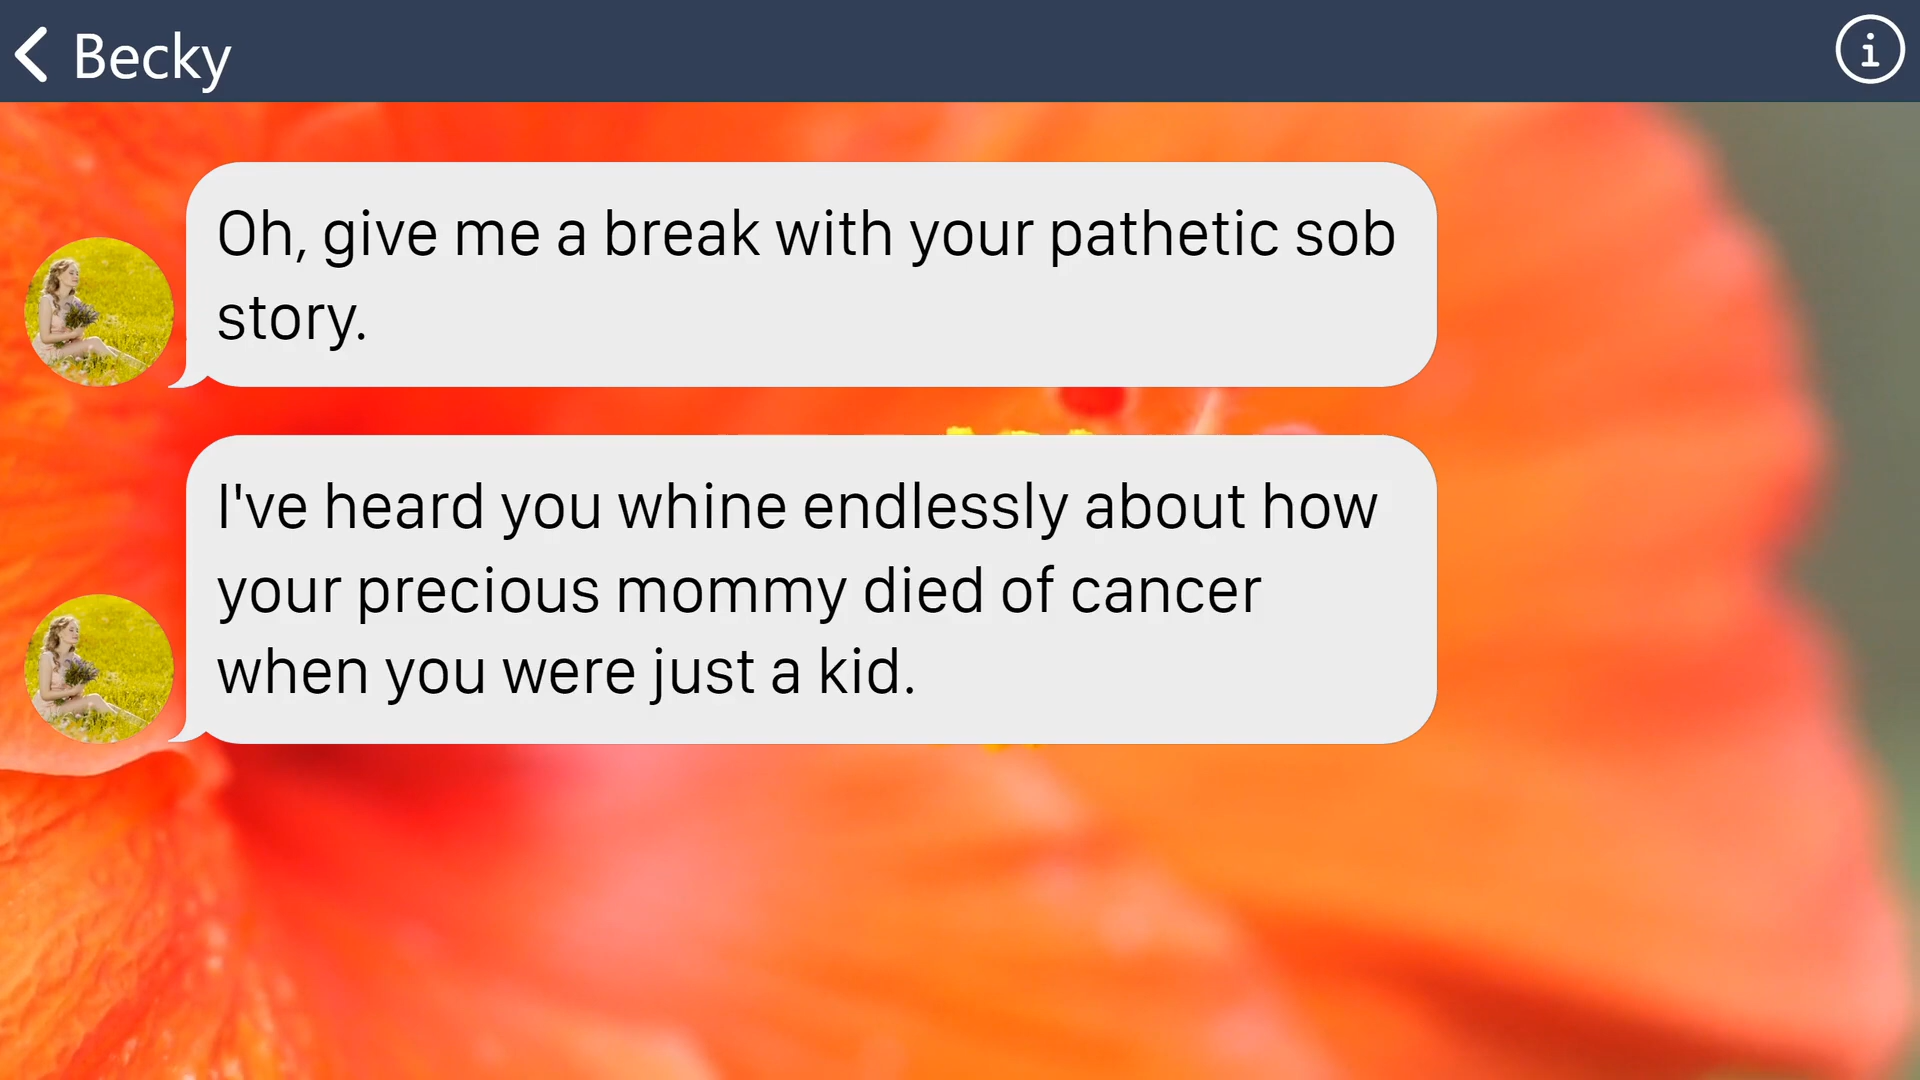 Becky
Oh, give me a break with your pathetic sob
story.
I've heard you whine endlessly about how
your precious mommy died of cancer
when you were just a kid.